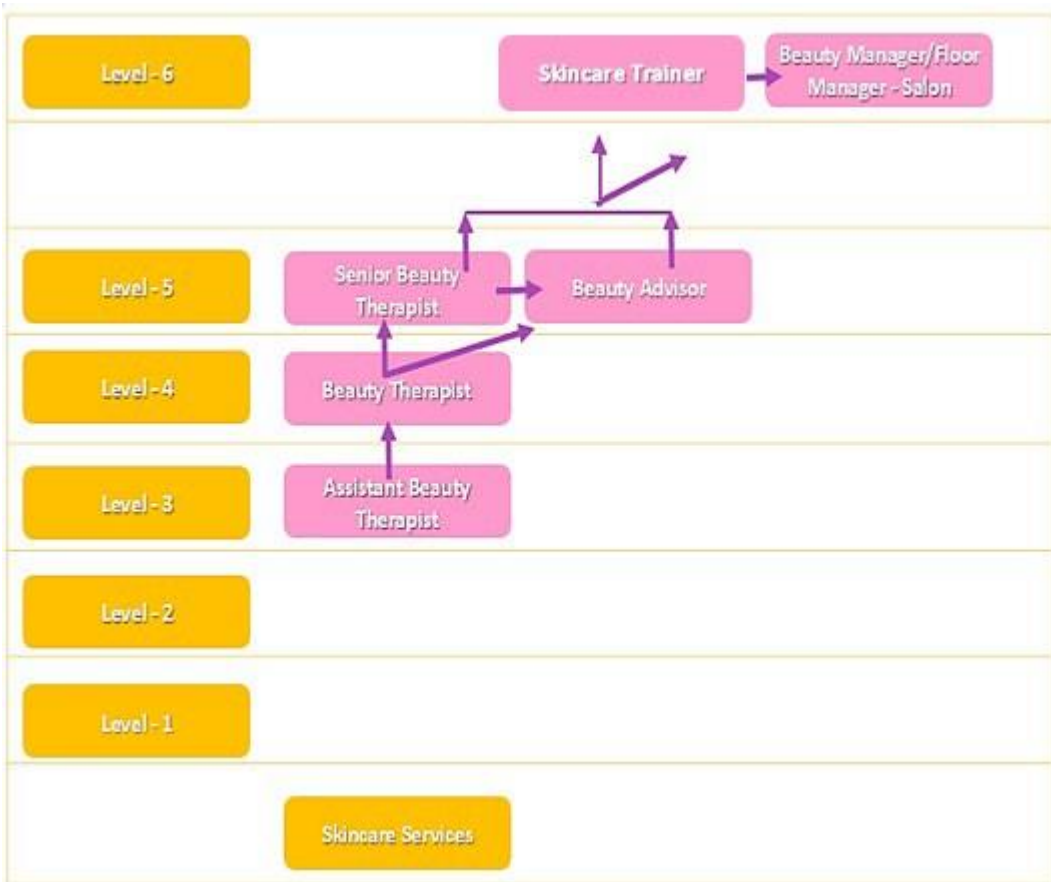 Level - 6
Skincare Trainer
Beauty Manager/Floor
Manager - Salon
Level - 5
Senior Beauty
Therapist
Beauty Advisor
Level - 4
Beauty Therapist
Level - 3
Assistant Beauty
Therapist
Level - 2
Level - 1
Skincare Services